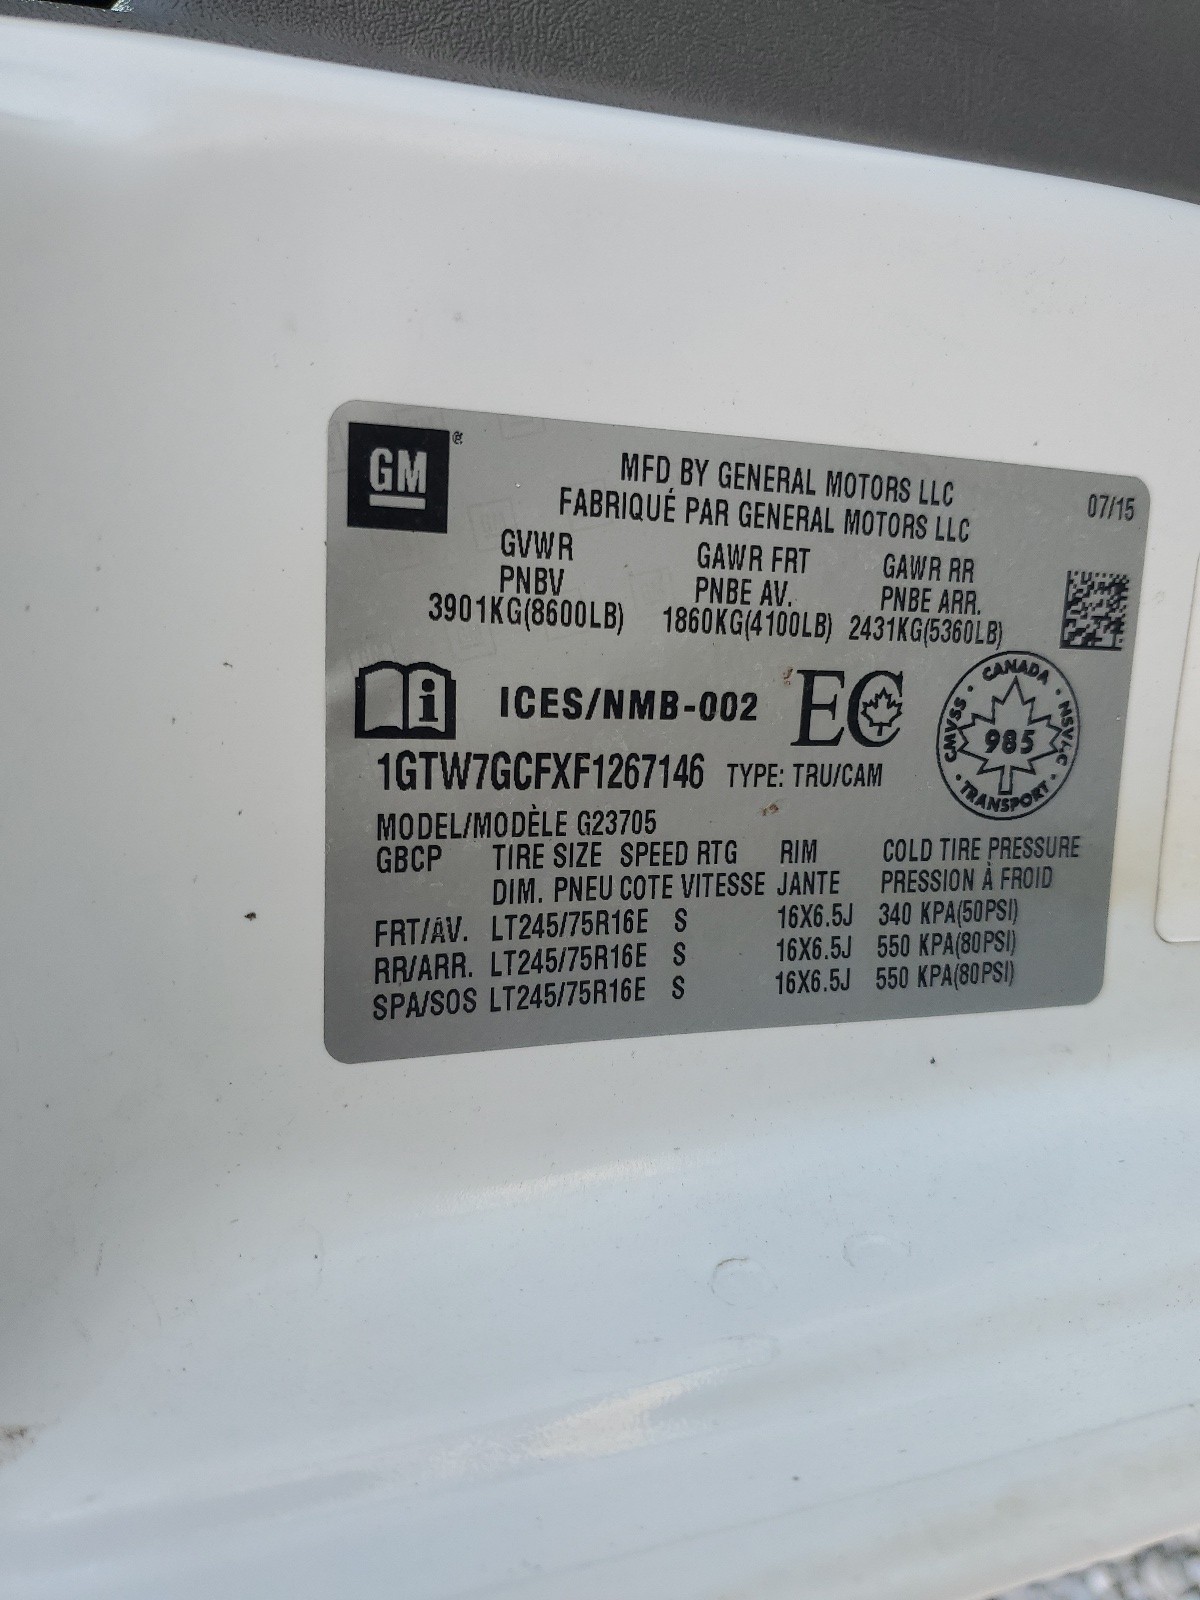 GM
MFD BY GENERAL MOTORS LLC
FABRIQUÉ PAR GENERAL MOTORS LLC
07/15
GVWR GAWR FRT GAWR RR
PNBV PNBE AV. PNBE ARR.
3901KG(8600LB) 1860KG(4100LB) 2431KG(5360LB)
i ICES/NMB-002 EC
CANADA
CMVSS 985 NSVAC
TRANSPORT
1GTW7GCFXF1267146 TYPE: TRU/CAM
MODEL/MODÈLE G23705
GBCP TIRE SIZE SPEED RTG RIM COLD TIRE PRESSURE
DIM. PNEU COTE VITESSE JANTE PRESSION À FROID
FRT/AV. LT245/75R16E S 16X6.5J 340 KPA(50PSI)
RR/ARR. LT245/75R16E S 16X6.5J 550 KPA(80PSI)
SPA/SOS LT245/75R16E S 16X6.5J 550 KPA(80PSI)